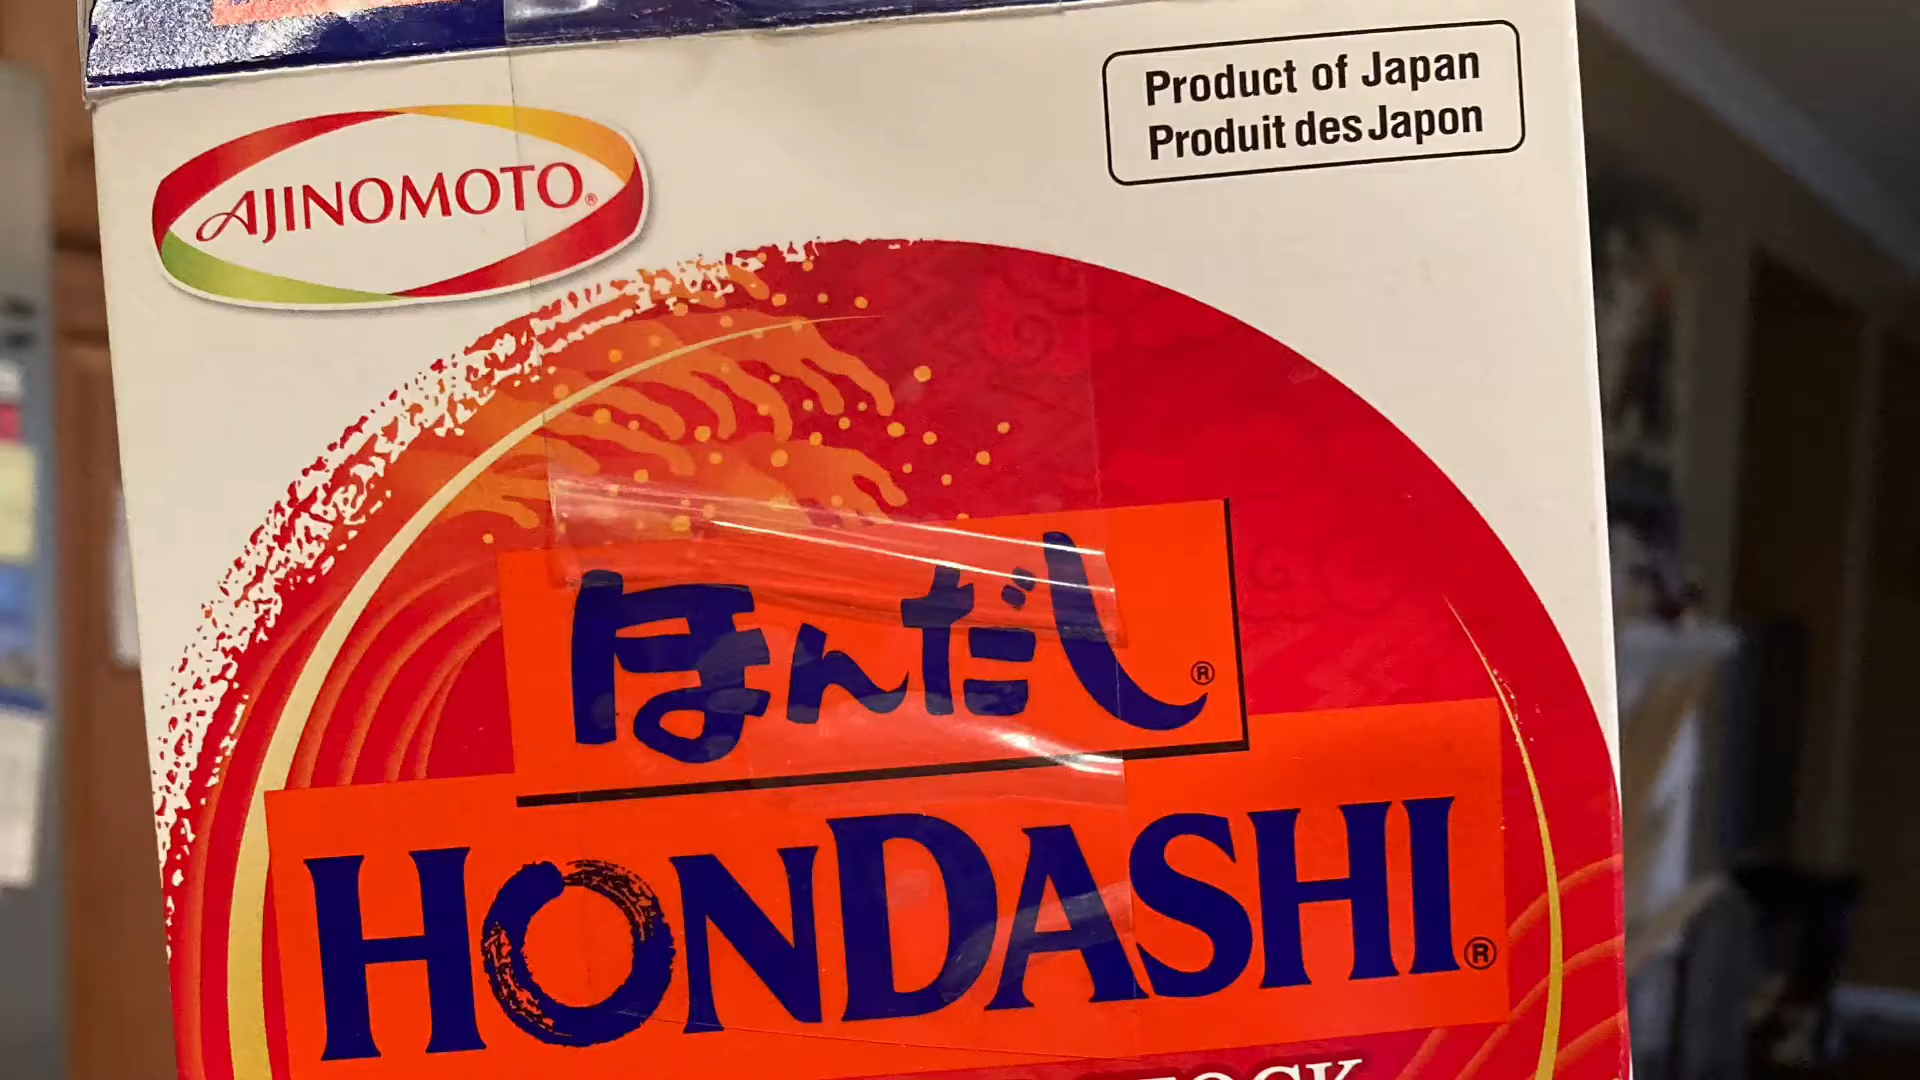 AJINOMOTO®
Product of Japan
Produit des Japon
ほんだし®
HONDASHI®